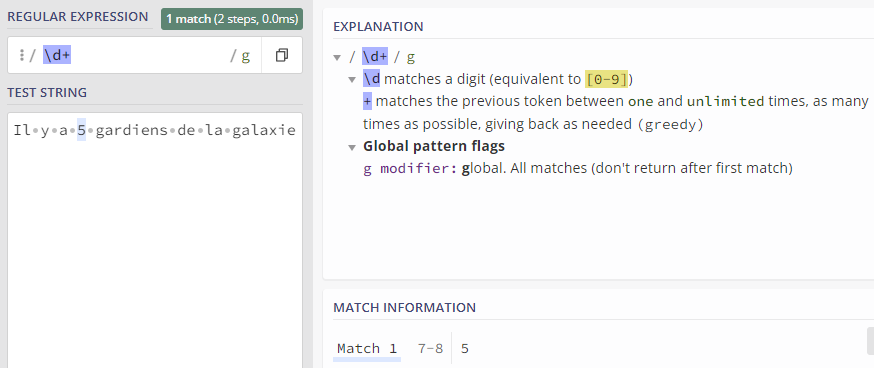 REGULAR EXPRESSION
1 match (2 steps, 0.0ms)
/ \d+ / g
TEST STRING
Il•y•a•5•gardiens•de•la•galaxie
EXPLANATION
/ \d+ / g
\d matches a digit (equivalent to [0-9])
+ matches the previous token between one and unlimited times, as many
times as possible, giving back as needed (greedy)
Global pattern flags
g modifier: global. All matches (don't return after first match)
MATCH INFORMATION
Match 1 7-8 5